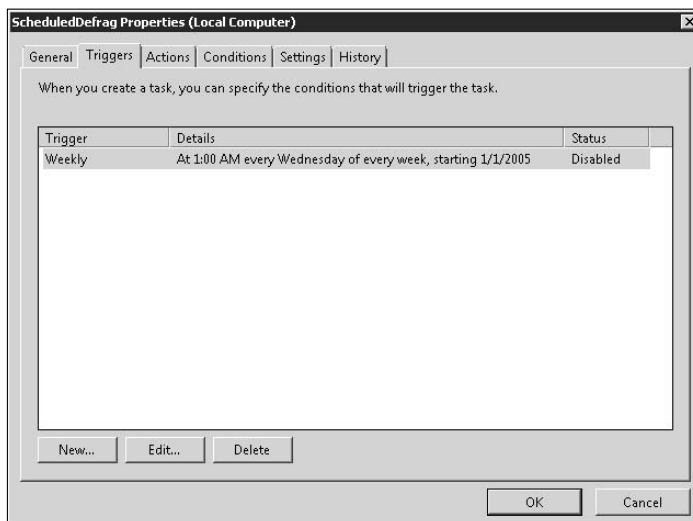 ScheduledDefrag Properties (Local Computer)
General Triggers Actions Conditions Settings History
When you create a task, you can specify the conditions that will trigger the task.
Trigger Details Status
Weekly At 1:00 AM every Wednesday of every week, starting 1/1/2005 Disabled
New... Edit... Delete
OK Cancel